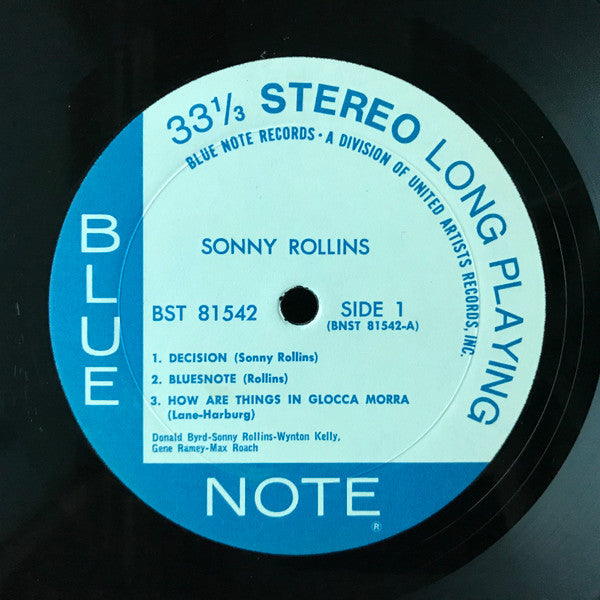 33⅓ STEREO LONG PLAYING
BLUE NOTE RECORDS • A DIVISION OF UNITED ARTISTS RECORDS, INC.
SONNY ROLLINS
BST 81542
SIDE 1
(BNST 81542-A)
1. DECISION (Sonny Rollins)
2. BLUESNOTE (Rollins)
3. HOW ARE THINGS IN GLOCCA MORRA
(Lane-Harburg)
Donald Byrd-Sonny Rollins-Wynton Kelly,
Gene Ramey-Max Roach
BLUE
NOTE
®